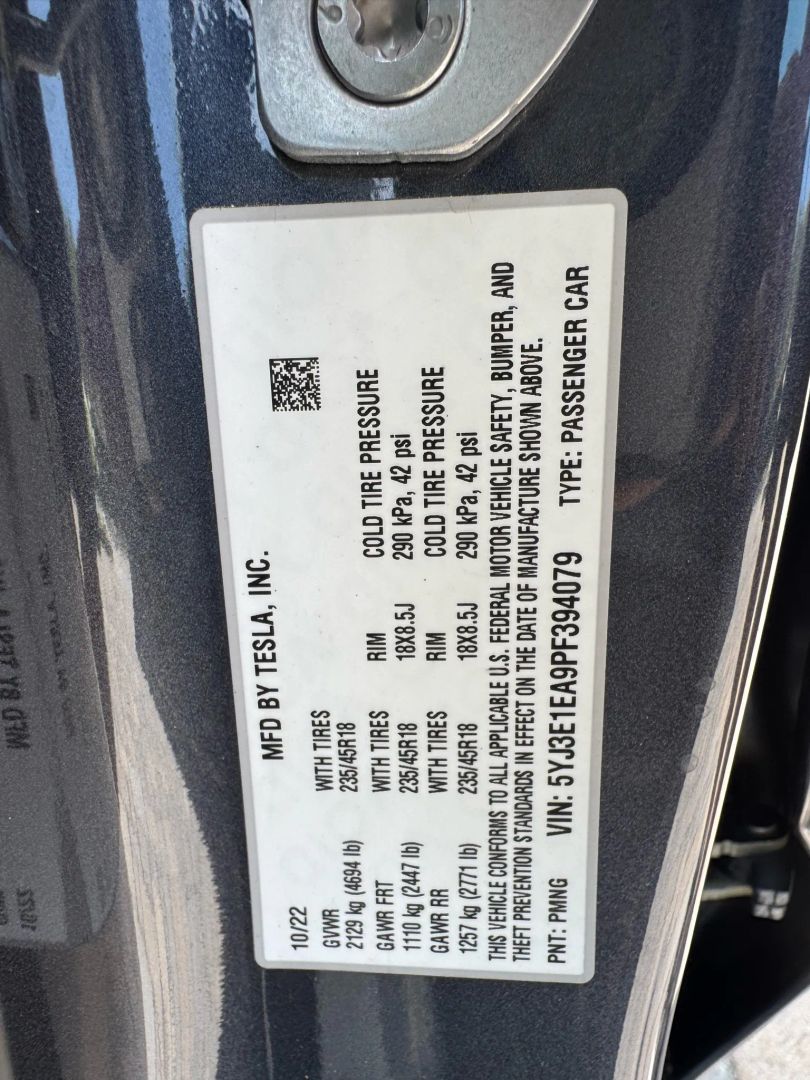 MFD BY TESLA, INC.
10/22
GVWR WITH TIRES
2129 kg (4694 lb) 235/45R18
GAWR FRT WITH TIRES RIM COLD TIRE PRESSURE
1110 kg (2447 lb) 235/45R18 18X8.5J 290 kPa, 42 psi
GAWR RR WITH TIRES RIM COLD TIRE PRESSURE
1257 kg (2771 lb) 235/45R18 18X8.5J 290 kPa, 42 psi
THIS VEHICLE CONFORMS TO ALL APPLICABLE U.S. FEDERAL MOTOR VEHICLE SAFETY, BUMPER, AND
THEFT PREVENTION STANDARDS IN EFFECT ON THE DATE OF MANUFACTURE SHOWN ABOVE.
PNT: PMNG VIN: 5YJ3E1EA9PF394079 TYPE: PASSENGER CAR